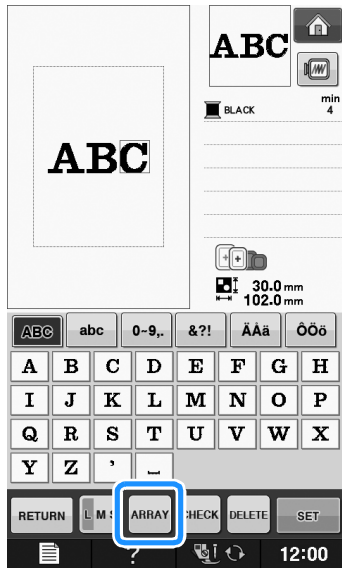 ABC
ABC
BLACK
min
4
30.0 mm
102.0 mm
ABC abc 0~9,. &?! ÄÅä ÔÖö
A B C D E F G H
I J K L M N O P
Q R S T U V W X
Y Z ' ⎵
RETURN L M S ARRAY CHECK DELETE SET
? 12:00